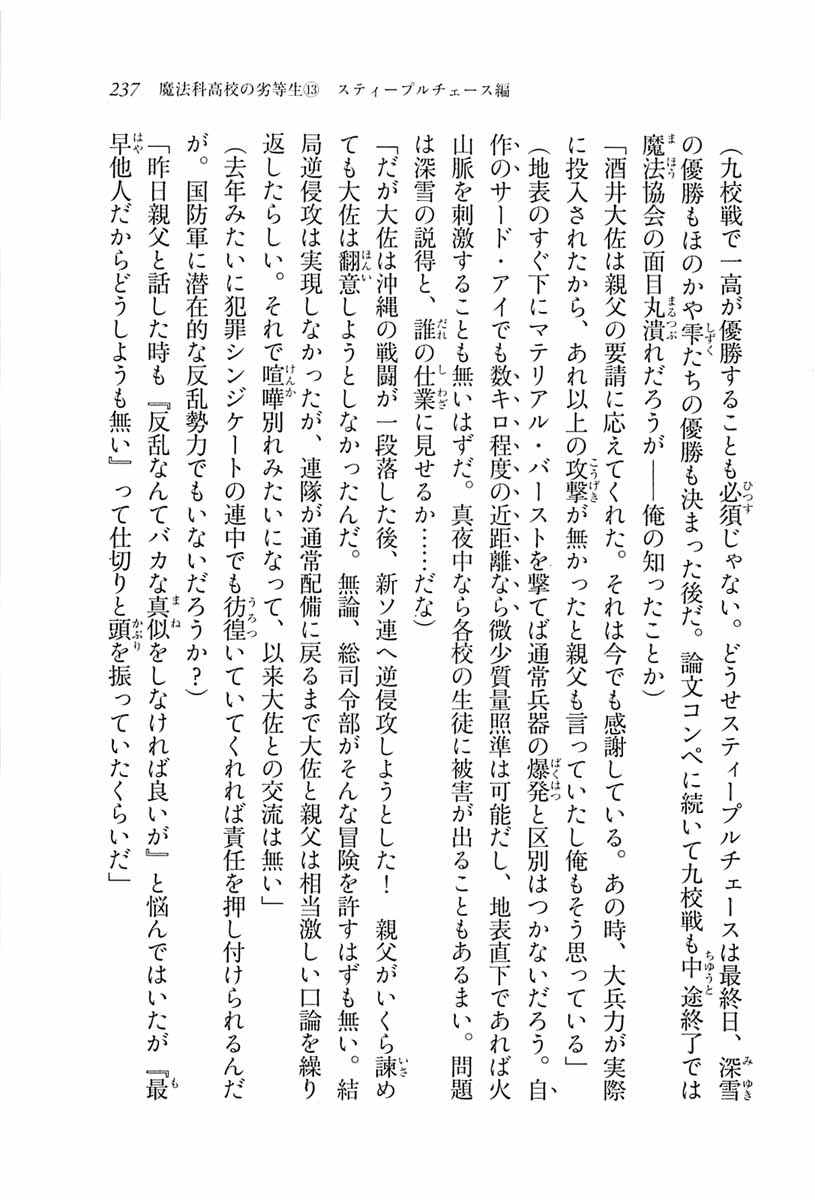 237　魔法科高校の劣等生⑬　スティープルチェース編
（九校戦で一高が優勝することも必須じゃない。どうせスティープルチェースは最終日、深雪
の優勝もほのかや雫たちの優勝も決まった後だ。論文コンペに続いて九校戦も中途終了では
魔法協会の面目丸潰れだろうが――俺の知ったことか）
「酒井大佐は親父の要請に応えてくれた。それは今でも感謝している。あの時、大兵力が実際
に投入されたから、あれ以上の攻撃が無かったと親父も言っていたし俺もそう思っている」
（地表のすぐ下にマテリアル・バーストを撃てば通常兵器の爆発と区別はつかないだろう。自
作のサード・アイでも数キロ程度の近距離なら微少質量照準は可能だし、地表直下であれば火
山脈を刺激することも無いはずだ。真夜中なら各校の生徒に被害が出ることもあるまい。問題
は深雪の説得と、誰の仕業に見せるか……だな）
「だが大佐は沖縄の戦闘が一段落した後、新ソ連へ逆侵攻しようとした！　親父がいくら諫め
ても大佐は翻意しようとしなかったんだ。無論、総司令部がそんな冒険を許すはずも無い。結
局逆侵攻は実現しなかったが、連隊が通常配備に戻るまで大佐と親父は相当激しい口論を繰り
返したらしい。それで喧嘩別れみたいになって、以来大佐との交流は無い」
（去年みたいに犯罪シンジケートの連中でも彷徨いていてくれれば責任を押し付けられるんだ
が。国防軍に潜在的な反乱勢力でもいないだろうか？）
「昨日親父と話した時も『反乱なんてバカな真似をしなければ良いが』と悩んではいたが『最
早他人だからどうしようも無い』って仕切りと頭を振っていたくらいだ」